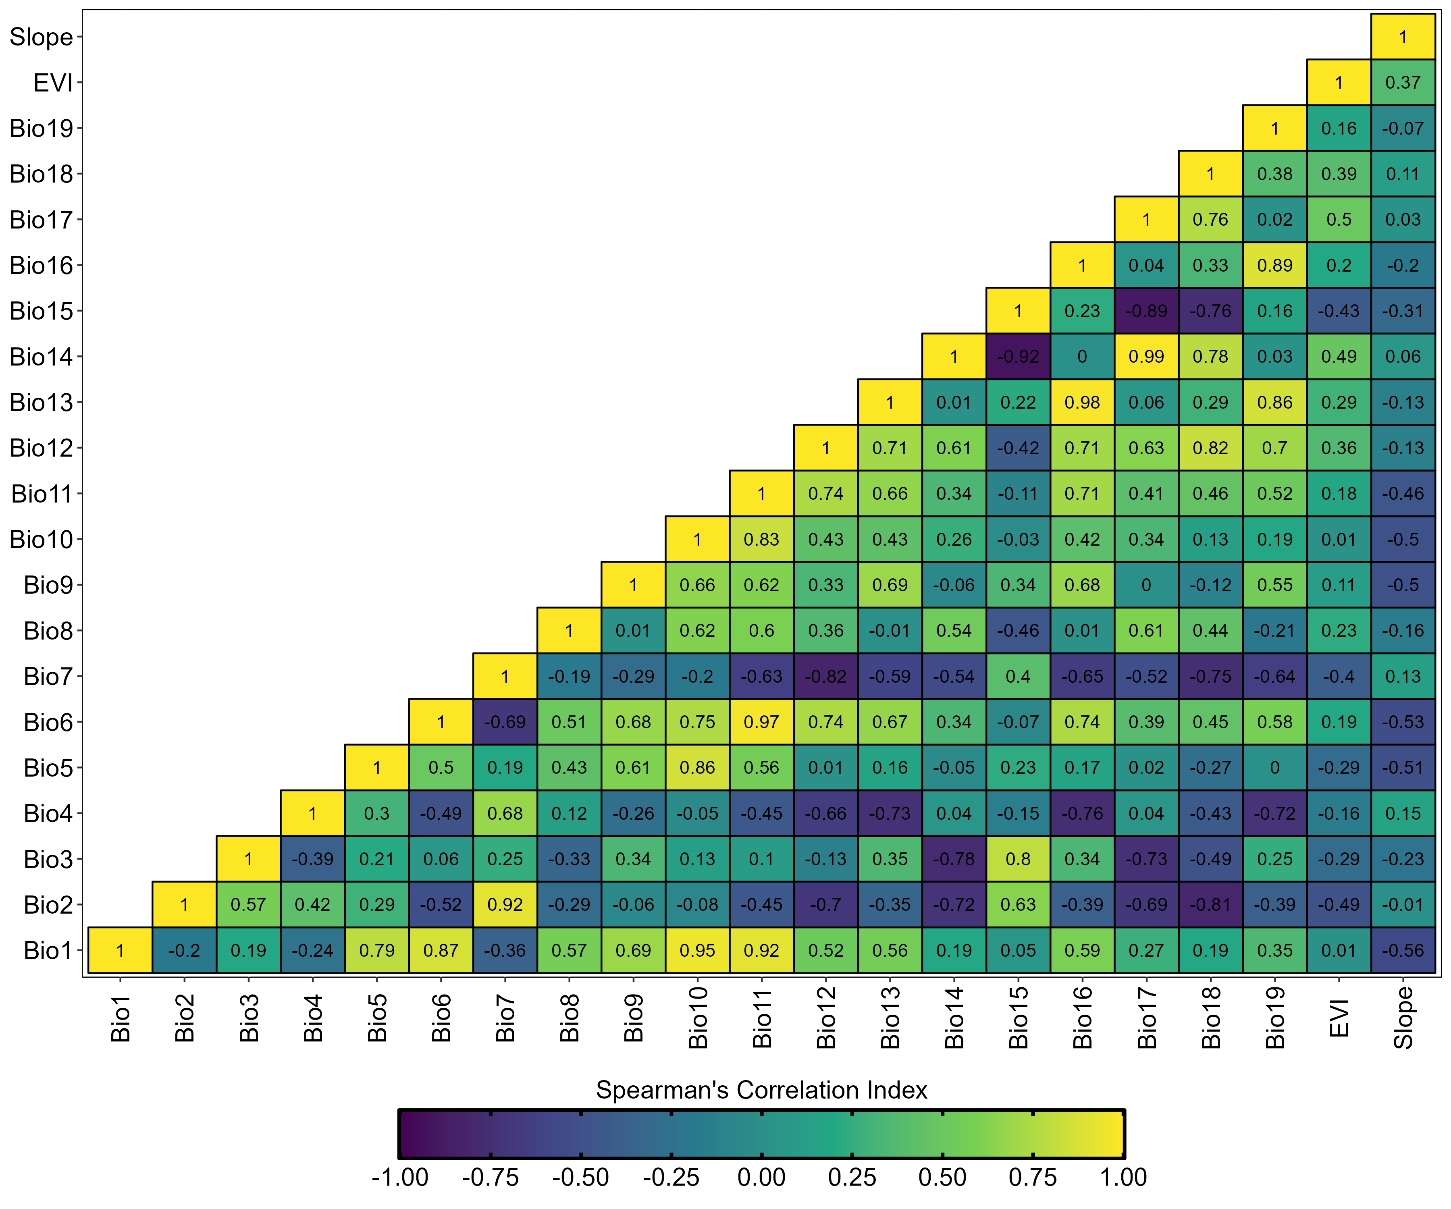 Slope 1
EVI 1 0.37
Bio19 1 0.16 -0.07
Bio18 1 0.38 0.39 0.11
Bio17 1 0.76 0.02 0.5 0.03
Bio16 1 0.04 0.33 0.89 0.2 -0.2
Bio15 1 0.23 -0.89 -0.76 0.16 -0.43 -0.31
Bio14 1 -0.92 0 0.99 0.78 0.03 0.49 0.06
Bio13 1 0.01 0.22 0.98 0.06 0.29 0.86 0.29 -0.13
Bio12 1 0.71 0.61 -0.42 0.71 0.63 0.82 0.7 0.36 -0.13
Bio11 1 0.74 0.66 0.34 -0.11 0.71 0.41 0.46 0.52 0.18 -0.46
Bio10 1 0.83 0.43 0.43 0.26 -0.03 0.42 0.34 0.13 0.19 0.01 -0.5
Bio9 1 0.66 0.62 0.33 0.69 -0.06 0.34 0.68 0 -0.12 0.55 0.11 -0.5
Bio8 1 0.01 0.62 0.6 0.36 -0.01 0.54 -0.46 0.01 0.61 0.44 -0.21 0.23 -0.16
Bio7 1 -0.19 -0.29 -0.2 -0.63 -0.82 -0.59 -0.54 0.4 -0.65 -0.52 -0.75 -0.64 -0.4 0.13
Bio6 1 -0.69 0.51 0.68 0.75 0.97 0.74 0.67 0.34 -0.07 0.74 0.39 0.45 0.58 0.19 -0.53
Bio5 1 0.5 0.19 0.43 0.61 0.86 0.56 0.01 0.16 -0.05 0.23 0.17 0.02 -0.27 0 -0.29 -0.51
Bio4 1 0.3 -0.49 0.68 0.12 -0.26 -0.05 -0.45 -0.66 -0.73 0.04 -0.15 -0.76 0.04 -0.43 -0.72 -0.16 0.15
Bio3 1 -0.39 0.21 0.06 0.25 -0.33 0.34 0.13 0.1 -0.13 0.35 -0.78 0.8 0.34 -0.73 -0.49 0.25 -0.29 -0.23
Bio2 1 0.57 0.42 0.29 -0.52 0.92 -0.29 -0.06 -0.08 -0.45 -0.7 -0.35 -0.72 0.63 -0.39 -0.69 -0.81 -0.39 -0.49 -0.01
Bio1 1 -0.2 0.19 -0.24 0.79 0.87 -0.36 0.57 0.69 0.95 0.92 0.52 0.56 0.19 0.05 0.59 0.27 0.19 0.35 0.01 -0.56
Bio1 Bio2 Bio3 Bio4 Bio5 Bio6 Bio7 Bio8 Bio9 Bio10 Bio11 Bio12 Bio13 Bio14 Bio15 Bio16 Bio17 Bio18 Bio19 EVI Slope
Spearman's Correlation Index
-1.00 -0.75 -0.50 -0.25 0.00 0.25 0.50 0.75 1.00